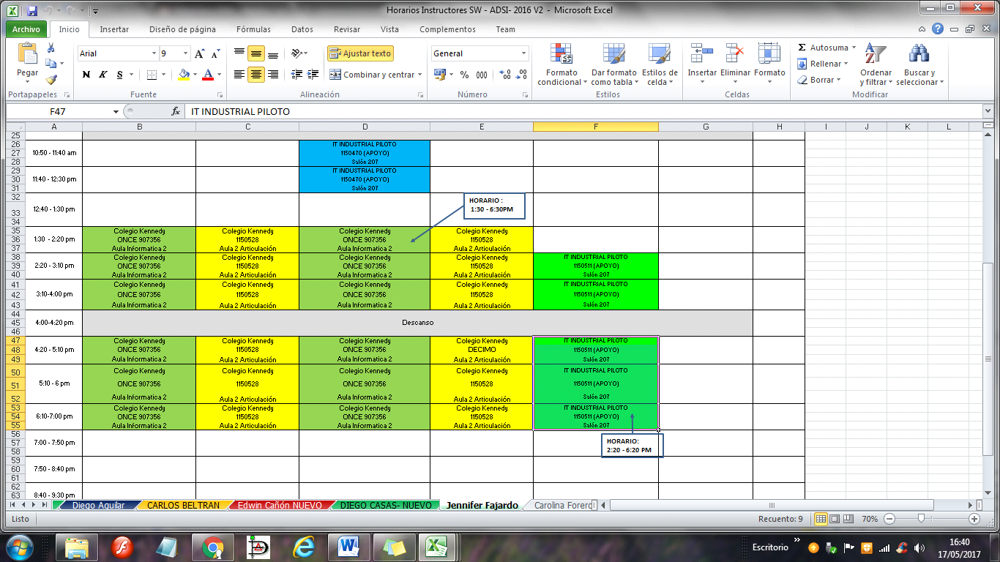 Horarios Instructores SW - ADSI- 2016 V2 - Microsoft Excel
Archivo Inicio Insertar Diseño de página Fórmulas Datos Revisar Vista Complementos Team
Pegar
Portapapeles
Arial 9
N K S
Fuente
Ajustar texto
Combinar y centrar
Alineación
General
% 000
Número
Formato condicional
Dar formato como tabla
Estilos de celda
Estilos
Insertar Eliminar Formato
Celdas
Autosuma
Rellenar
Borrar
Ordenar y filtrar
Buscar y seleccionar
Modificar
F47 fx IT INDUSTRIAL PILOTO
A B C D E F G H I J K L
25
26 IT INDUSTRIAL PILOTO
27 10:50 - 11:40 am 1150470 (APOYO)
28 Salón 207
29 IT INDUSTRIAL PILOTO
30 11:40 - 12:30 pm 1150470 (APOYO)
31 Salón 207
32
33 12:40 - 1:30 pm
34
HORARIO :
1:30 - 6:30PM
35 Colegio Kennedy Colegio Kennedy Colegio Kennedy Colegio Kennedy
36 1:30 - 2:20 pm ONCE 907356 1150528 ONCE 907356 1150528
37 Aula Informatica 2 Aula 2 Articulación Aula Informatica 2 Aula 2 Articulación
38 Colegio Kennedy Colegio Kennedy Colegio Kennedy Colegio Kennedy IT INDUSTRIAL PILOTO
39 2:20 - 3:10 pm ONCE 907356 1150528 ONCE 907356 1150528 1150511 (APOYO)
40 Aula Informatica 2 Aula 2 Articulación Aula Informatica 2 Aula 2 Articulación Salón 207
41 Colegio Kennedy Colegio Kennedy Colegio Kennedy Colegio Kennedy IT INDUSTRIAL PILOTO
42 3:10-4:00 pm ONCE 907356 1150528 ONCE 907356 1150528 1150511 (APOYO)
43 Aula Informatica 2 Aula 2 Articulación Aula Informatica 2 Aula 2 Articulación Salón 207
44
45 4:00-4:20 pm Descanso
46
47 Colegio Kennedy Colegio Kennedy Colegio Kennedy Colegio Kennedy IT INDUSTRIAL PILOTO
48 4:20 - 5:10 pm ONCE 907356 1150528 ONCE 907356 DECIMO 1150511 (APOYO)
49 Aula Informatica 2 Aula 2 Articulación Aula Informatica 2 Aula 2 Articulación Salón 207
50 Colegio Kennedy Colegio Kennedy Colegio Kennedy Colegio Kennedy IT INDUSTRIAL PILOTO
51 5:10 - 6 pm ONCE 907356 1150528 ONCE 907356 1150528 1150511 (APOYO)
52 Aula Informatica 2 Aula 2 Articulación Aula Informatica 2 Aula 2 Articulación Salón 207
53 Colegio Kennedy Colegio Kennedy Colegio Kennedy Colegio Kennedy IT INDUSTRIAL PILOTO
54 6:10-7:00 pm ONCE 907356 1150528 ONCE 907356 1150528 1150511 (APOYO)
55 Aula Informatica 2 Aula 2 Articulación Aula Informatica 2 Aula 2 Articulación Salón 207
56
57 7:00 - 7:50 pm
58
HORARIO:
2:20 - 6:20 PM
59
60 7:50 - 8:40 pm
61
62
63 8:40 - 9:30 pm
Diego Aguilar CARLOS BELTRAN Edwin Cañón NUEVO DIEGO CASAS- NUEVO Jennifer Fajardo Carolina Forero
Listo Recuento: 9 70%
Escritorio
16:40
17/05/2017